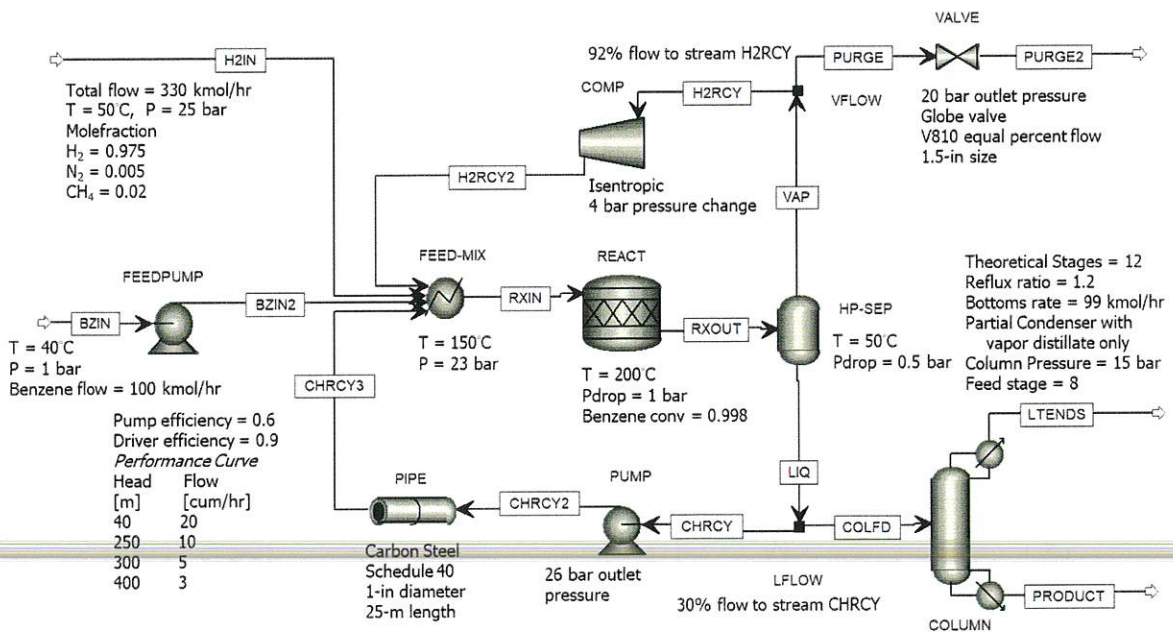 VALVE
92% flow to stream H2RCY
PURGE
PURGE2
H2IN
COMP
H2RCY
VFLOW
Total flow = 330 kmol/hr
T = 50°C, P = 25 bar
Molefraction
H₂ = 0.975
N₂ = 0.005
CH₄ = 0.02
20 bar outlet pressure
Globe valve
V810 equal percent flow
1.5-in size
H2RCY2
Isentropic
4 bar pressure change
VAP
FEEDPUMP
FEED-MIX
REACT
Theoretical Stages = 12
Reflux ratio = 1.2
Bottoms rate = 99 kmol/hr
Partial Condenser with
vapor distillate only
Column Pressure = 15 bar
Feed stage = 8
BZIN2
RXIN
BZIN
RXOUT
HP-SEP
T = 50°C
Pdrop = 0.5 bar
T = 40°C
P = 1 bar
Benzene flow = 100 kmol/hr
T = 150°C
P = 23 bar
CHRCY3
T = 200°C
Pdrop = 1 bar
Benzene conv = 0.998
LTENDS
Pump efficiency = 0.6
Driver efficiency = 0.9
Performance Curve
Head Flow
[m] [cum/hr]
40 20
250 10
300 5
400 3
PIPE
PUMP
LIQ
CHRCY2
CHRCY
COLFD
Carbon Steel
Schedule 40
1-in diameter
25-m length
26 bar outlet
pressure
LFLOW
30% flow to stream CHRCY
PRODUCT
COLUMN